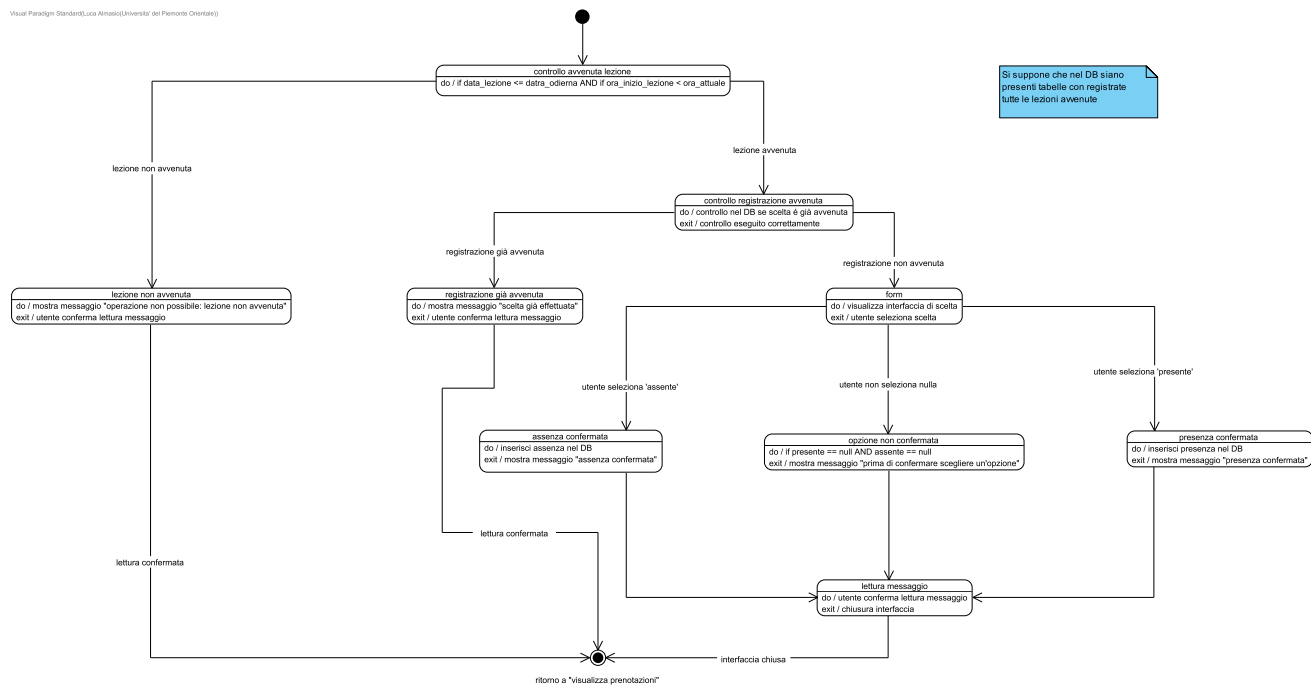 Visual Paradigm Standard(Luca Almasio(Universita' del Piemonte Orientale))
controllo avvenuta lezione
do / if data_lezione <= datra_odierna AND if ora_inizio_lezione < ora_attuale
Si suppone che nel DB siano
presenti tabelle con registrate
tutte le lezioni avvenute
lezione avvenuta
lezione non avvenuta
controllo registrazione avvenuta
do / controllo nel DB se scelta é già avvenuta
exit / controllo eseguito correttamente
registrazione già avvenuta
registrazione non avvenuta
lezione non avvenuta
do / mostra messaggio "operazione non possibile: lezione non avvenuta"
exit / utente conferma lettura messaggio
registrazione già avvenuta
do / mostra messaggio "scelta già effettuata"
exit / utente conferma lettura messaggio
form
do / visualizza interfaccia di scelta
exit / utente seleziona scelta
utente seleziona 'assente'
utente non seleziona nulla
utente seleziona 'presente'
assenza confermata
do / inserisci assenza nel DB
exit / mostra messaggio "assenza confermata"
opzione non confermata
do / if presente == null AND assente == null
exit / mostra messaggio "prima di confermare scegliere un'opzione"
presenza confermata
do / inserisci presenza nel DB
exit / mostra messaggio "presenza confermata"
lettura confermata
lettura confermata
lettura messaggio
do / utente conferma lettura messaggio
exit / chiusura interfaccia
interfaccia chiusa
ritorno a "visualizza prenotazioni"